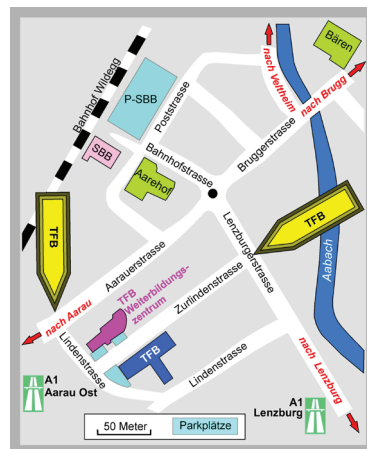 Bären
nach Veltheim
nach Brugg
Bahnhof Wildegg
P-SBB
Poststrasse
SBB
Bahnhofstrasse
Bruggerstrasse
Aarehof
TFB
TFB
Lenzburgerstrasse
Aabach
Aarauerstrasse
TFB
Weiterbildungs-
zentrum
Zurlindenstrasse
nach Aarau
Lindenstrasse
TFB
Lindenstrasse
nach Lenzburg
A1
Aarau Ost
A1
Lenzburg
50 Meter
Parkplätze